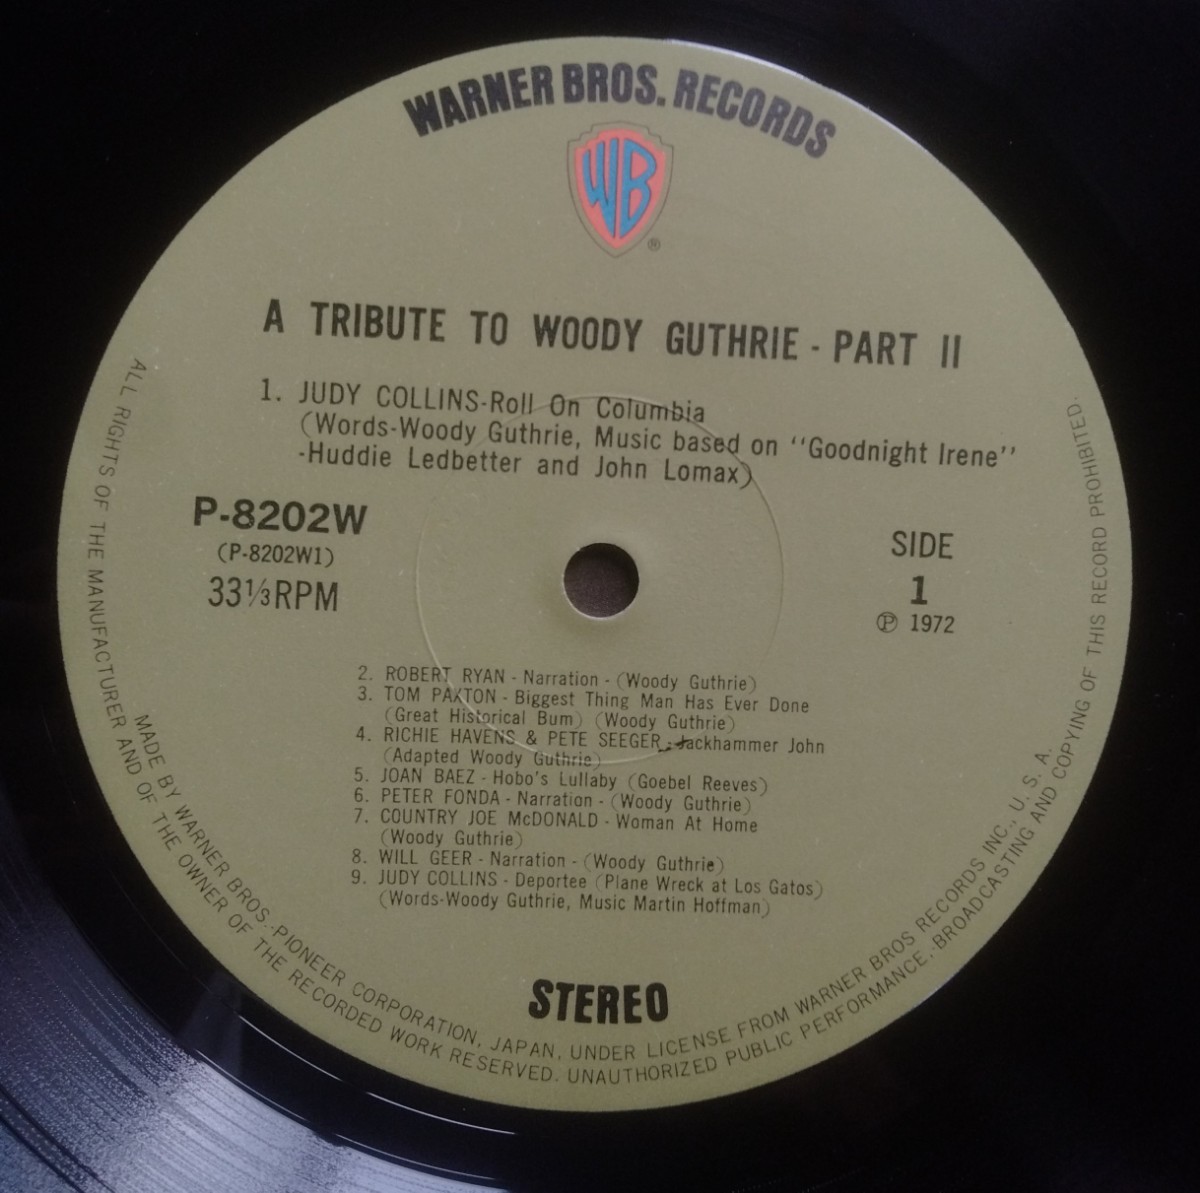 WARNER BROS. RECORDS
WB
®
A TRIBUTE TO WOODY GUTHRIE - PART II
1. JUDY COLLINS-Roll On Columbia
(Words-Woody Guthrie, Music based on "Goodnight Irene"
-Huddie Ledbetter and John Lomax)
P-8202W
(P-8202W1)
33⅓RPM
SIDE
1
Ⓟ 1972
2. ROBERT RYAN - Narration - (Woody Guthrie)
3. TOM PAXTON - Biggest Thing Man Has Ever Done
(Great Historical Bum) (Woody Guthrie)
4. RICHIE HAVENS & PETE SEEGER - Jackhammer John
(Adapted Woody Guthrie)
5. JOAN BAEZ - Hobo's Lullaby (Goebel Reeves)
6. PETER FONDA - Narration - (Woody Guthrie)
7. COUNTRY JOE McDONALD - Woman At Home
(Woody Guthrie)
8. WILL GEER - Narration - (Woody Guthrie)
9. JUDY COLLINS - Deportee (Plane Wreck at Los Gatos)
(Words-Woody Guthrie, Music Martin Hoffman)
STEREO
MADE BY WARNER BROS.-PIONEER CORPORATION, JAPAN, UNDER LICENSE FROM WARNER BROS RECORDS INC., U. S. A.
ALL RIGHTS OF THE MANUFACTURER AND OF THE OWNER OF THE RECORDED WORK RESERVED. UNAUTHORIZED PUBLIC PERFORMANCE, BROADCASTING AND COPYING OF THIS RECORD PROHIBITED.